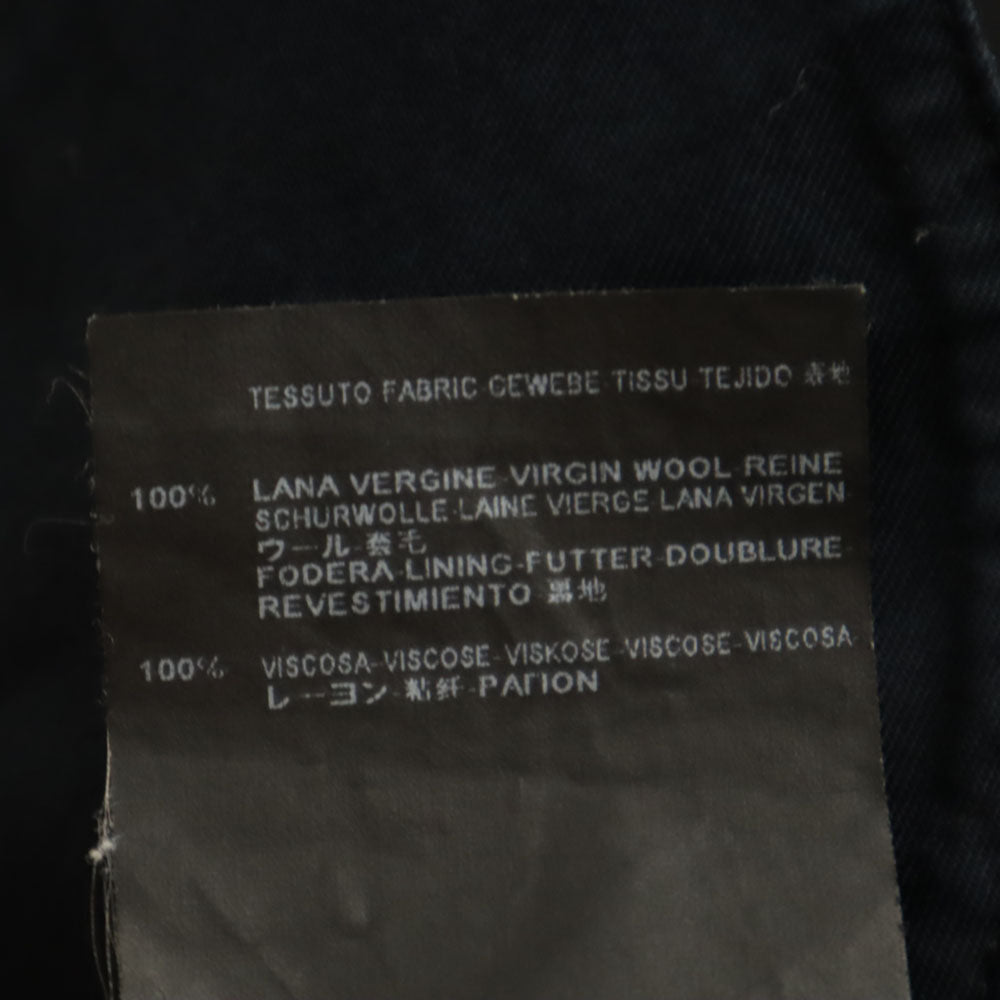 TESSUTO FABRIC GEWEBE TISSU TEJIDO 表地
100% LANA VERGINE-VIRGIN WOOL-REINE
SCHURWOLLE-LAINE VIERGE-LANA VIRGEN
ウール-套毛
FODERA-LINING-FUTTER-DOUBLURE
REVESTIMIENTO 裏地
100% VISCOSA-VISCOSE-VISKOSE-VISCOSE-VISCOSA
レーヨン-粘纤-ΡΑΓΙΟΝ